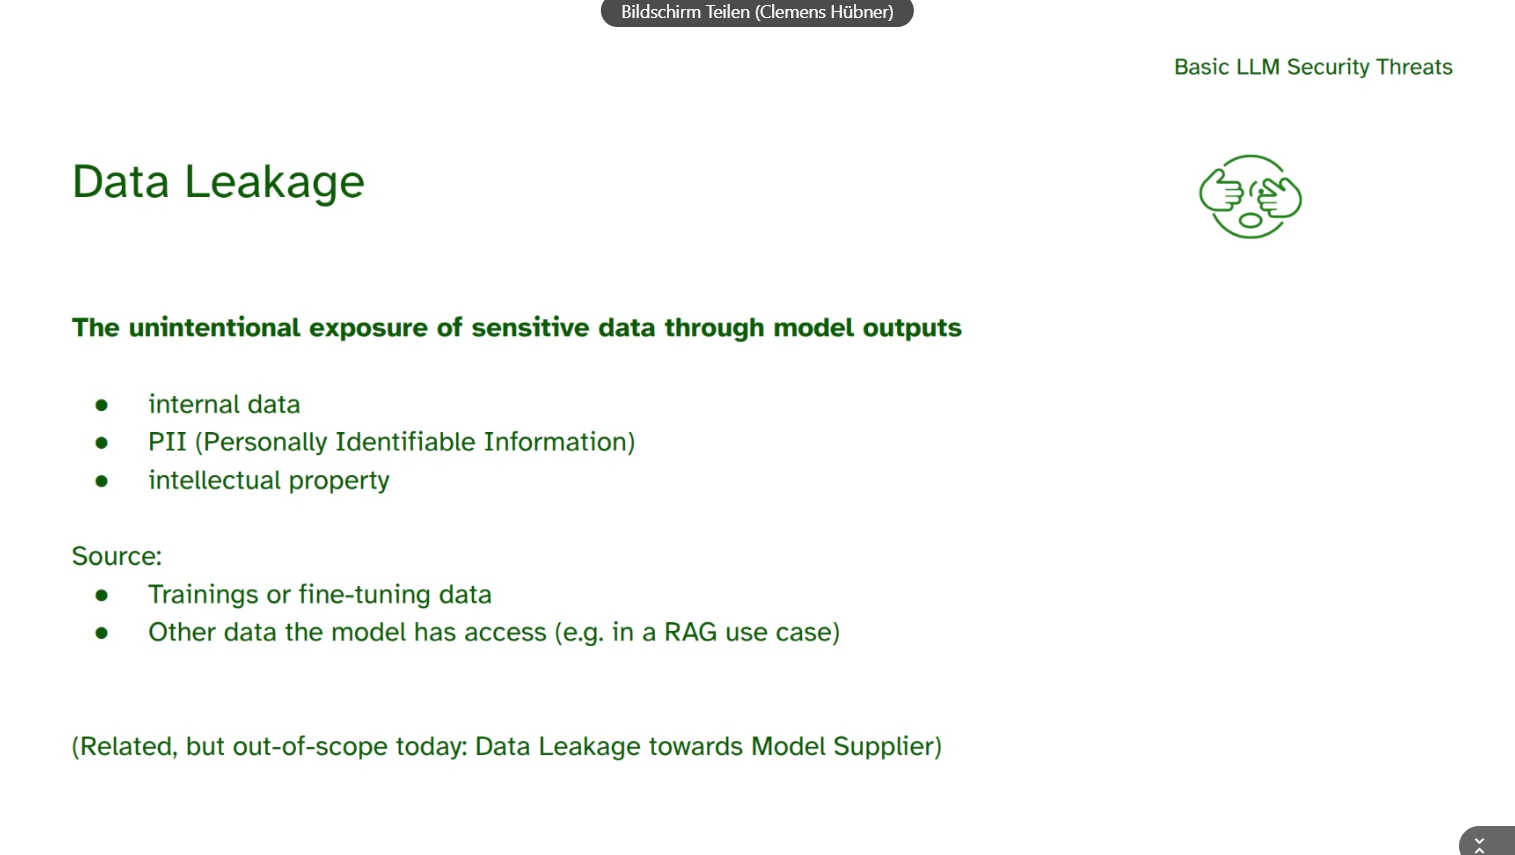 Bildschirm Teilen (Clemens Hübner)
Basic LLM Security Threats
Data Leakage
The unintentional exposure of sensitive data through model outputs
● internal data
● PII (Personally Identifiable Information)
● intellectual property
Source:
● Trainings or fine-tuning data
● Other data the model has access (e.g. in a RAG use case)
(Related, but out-of-scope today: Data Leakage towards Model Supplier)